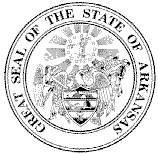 GREAT SEAL OF THE STATE OF ARKANSAS